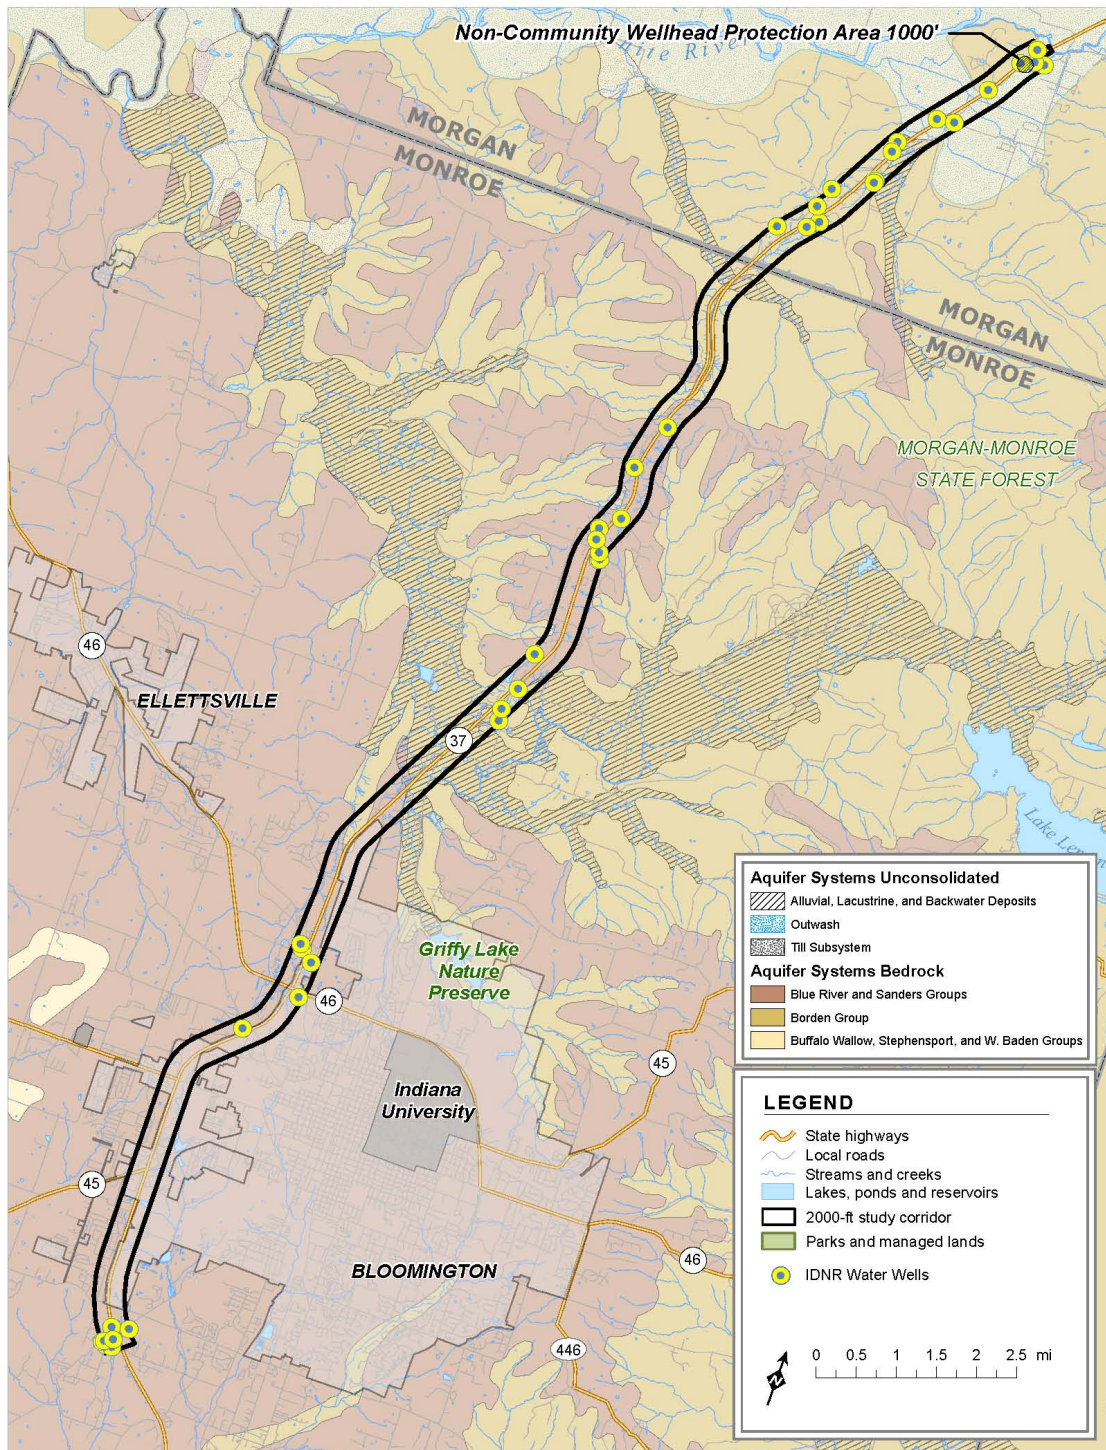 Non-Community Wellhead Protection Area 1000'
White River
MORGAN
MONROE
MORGAN
MONROE
MORGAN-MONROE
STATE FOREST
46
ELLETTSVILLE
37
Lake Lemon
Griffy Lake
Nature
Preserve
46
45
Indiana
University
45
BLOOMINGTON
46
446
Aquifer Systems Unconsolidated
Alluvial, Lacustrine, and Backwater Deposits
Outwash
Till Subsystem
Aquifer Systems Bedrock
Blue River and Sanders Groups
Borden Group
Buffalo Wallow, Stephensport, and W. Baden Groups
LEGEND
State highways
Local roads
Streams and creeks
Lakes, ponds and reservoirs
2000-ft study corridor
Parks and managed lands
IDNR Water Wells
N
0 0.5 1 1.5 2 2.5 mi